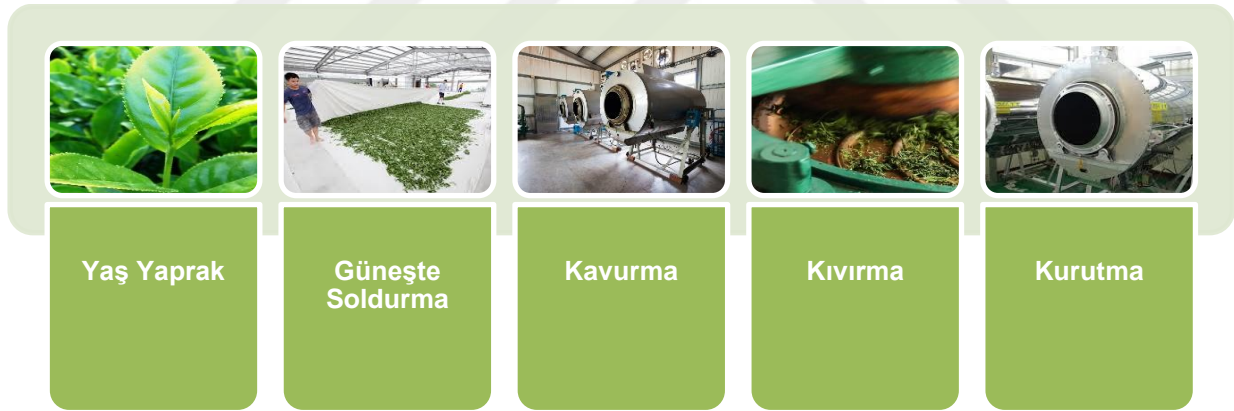 Yaş Yaprak
Güneşte
Soldurma
Kavurma
Kıvırma
Kurutma